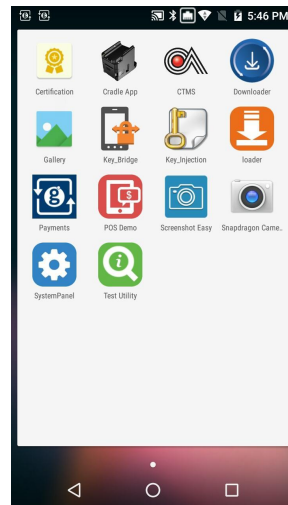 5:46 PM
Certification Cradle App CTMS Downloader
Gallery Key_Bridge Key_Injection loader
Payments POS Demo Screenshot Easy Snapdragon Came..
SystemPanel Test Utility